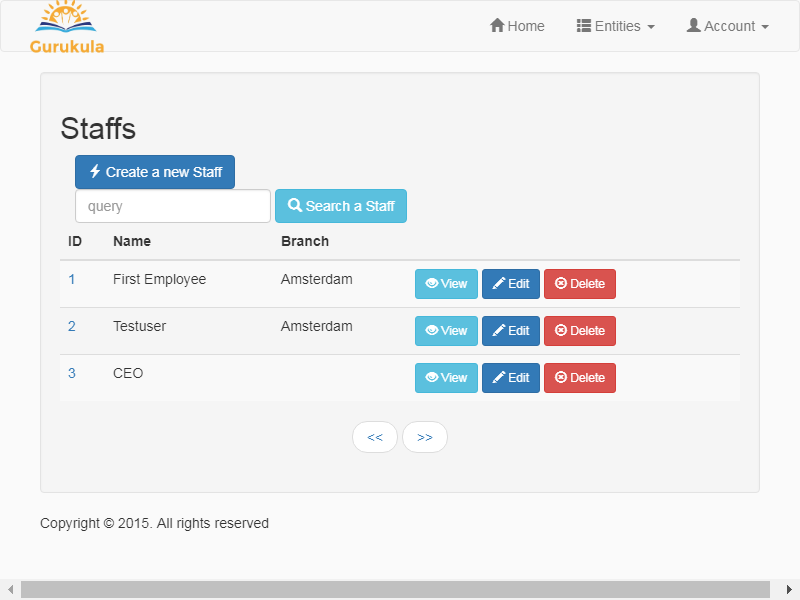 Gurukula
Home Entities Account
Staffs
Create a new Staff
query Search a Staff
ID Name Branch
1 First Employee Amsterdam View Edit Delete
2 Testuser Amsterdam View Edit Delete
3 CEO View Edit Delete
<< >>
Copyright © 2015. All rights reserved